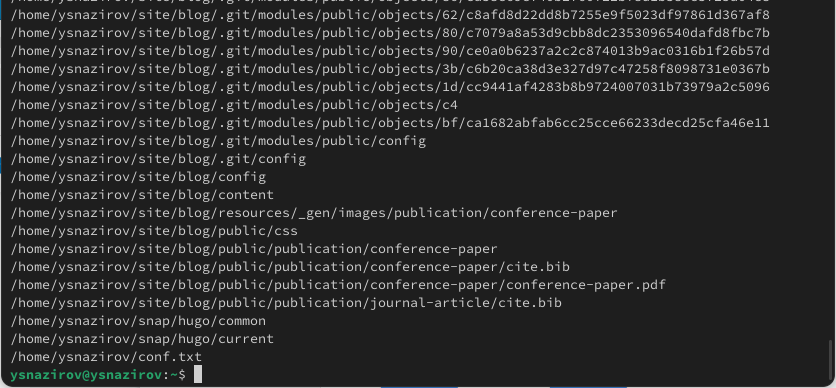 /home/ysnazirov/site/blog/.git/modules/public/objects/62/c8afd8d22dd8b7255e9f5023df97861d367af8
/home/ysnazirov/site/blog/.git/modules/public/objects/80/c7079a8a53d9cbb8dc2353096540dafd8fbc7b
/home/ysnazirov/site/blog/.git/modules/public/objects/90/ce0a0b6237a2c2c874013b9ac0316b1f26b57d
/home/ysnazirov/site/blog/.git/modules/public/objects/3b/c6b20ca38d3e327d97c47258f8098731e0367b
/home/ysnazirov/site/blog/.git/modules/public/objects/1d/cc9441af4283b8b9724007031b73979a2c5096
/home/ysnazirov/site/blog/.git/modules/public/objects/c4
/home/ysnazirov/site/blog/.git/modules/public/objects/bf/ca1682abfab6cc25cce66233decd25cfa46e11
/home/ysnazirov/site/blog/.git/modules/public/config
/home/ysnazirov/site/blog/.git/config
/home/ysnazirov/site/blog/config
/home/ysnazirov/site/blog/content
/home/ysnazirov/site/blog/resources/_gen/images/publication/conference-paper
/home/ysnazirov/site/blog/public/css
/home/ysnazirov/site/blog/public/publication/conference-paper
/home/ysnazirov/site/blog/public/publication/conference-paper/cite.bib
/home/ysnazirov/site/blog/public/publication/conference-paper/conference-paper.pdf
/home/ysnazirov/site/blog/public/publication/journal-article/cite.bib
/home/ysnazirov/snap/hugo/common
/home/ysnazirov/snap/hugo/current
/home/ysnazirov/conf.txt
ysnazirov@ysnazirov:~$